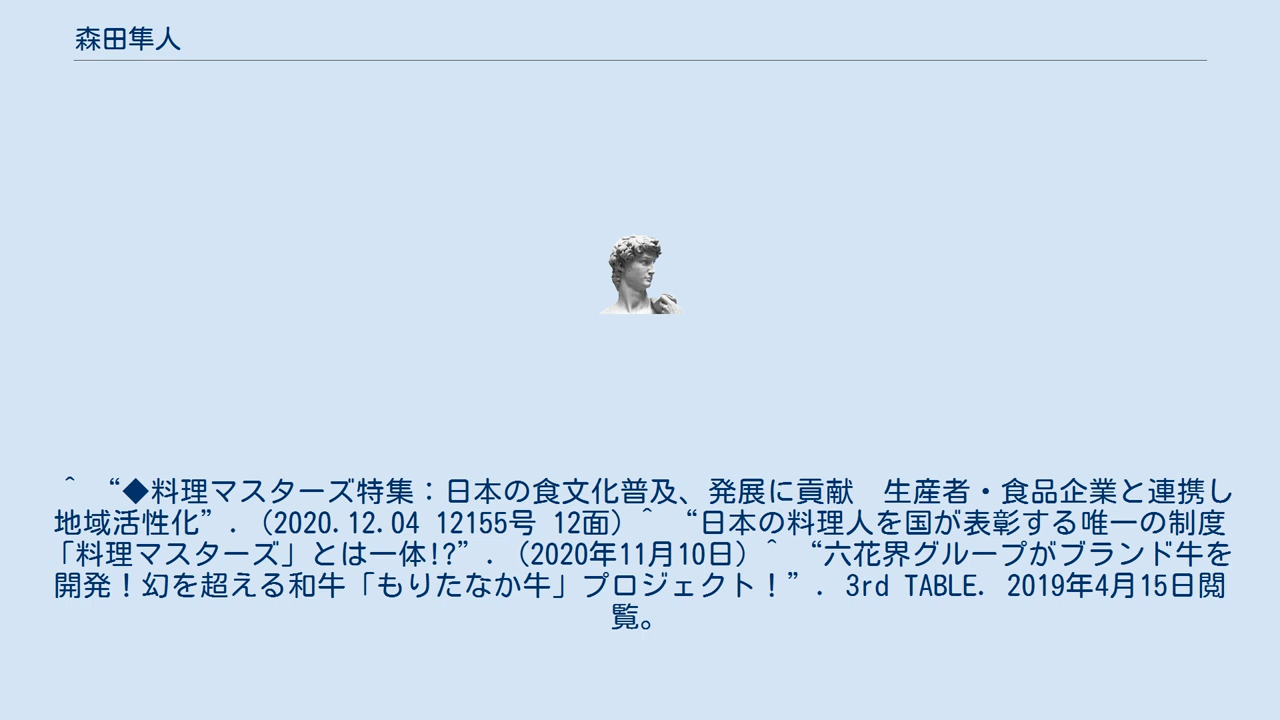 森田隼人
＾ “◆料理マスターズ特集：日本の食文化普及、発展に貢献　生産者・食品企業と連携し
地域活性化”. （2020.12.04 12155号 12面）＾ “日本の料理人を国が表彰する唯一の制度
「料理マスターズ」とは一体!?”. （2020年11月10日）＾ “六花界グループがブランド牛を
開発！幻を超える和牛「もりたなか牛」プロジェクト！”. 3rd TABLE. 2019年4月15日閲
覧。